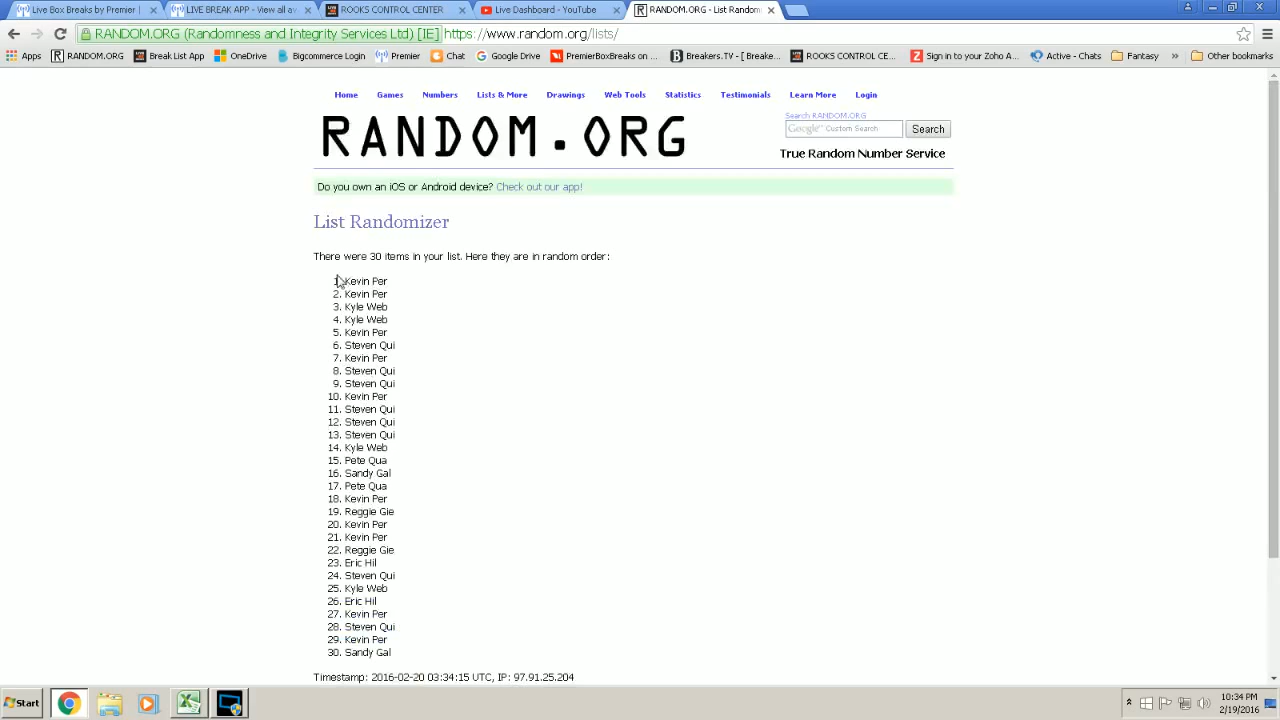 Live Box Breaks by Premier
LIVE BREAK APP - View all av
ROOKS CONTROL CENTER
Live Dashboard - YouTube
RANDOM.ORG - List Random
RANDOM.ORG (Randomness and Integrity Services Ltd) [IE] https://www.random.org/lists/
Apps RANDOM.ORG Break List App OneDrive Bigcommerce Login Premier Chat Google Drive PremierBoxBreaks on ... Breakers.TV - [ Breake... ROOKS CONTROL CE... Sign in to your Zoho A... Active - Chats Fantasy » Other bookmarks
Home Games Numbers Lists & More Drawings Web Tools Statistics Testimonials Learn More Login
Search RANDOM.ORG
RANDOM.ORG
Google™ Custom Search Search
True Random Number Service
Do you own an iOS or Android device? Check out our app!
List Randomizer
There were 30 items in your list. Here they are in random order:
1. Kevin Per
2. Kevin Per
3. Kyle Web
4. Kyle Web
5. Kevin Per
6. Steven Qui
7. Kevin Per
8. Steven Qui
9. Steven Qui
10. Kevin Per
11. Steven Qui
12. Steven Qui
13. Steven Qui
14. Kyle Web
15. Pete Qua
16. Sandy Gal
17. Pete Qua
18. Kevin Per
19. Reggie Gie
20. Kevin Per
21. Kevin Per
22. Reggie Gie
23. Eric Hil
24. Steven Qui
25. Kyle Web
26. Eric Hil
27. Kevin Per
28. Steven Qui
29. Kevin Per
30. Sandy Gal
Timestamp: 2016-02-20 03:34:15 UTC, IP: 97.91.25.204
Start
10:34 PM
2/19/2016